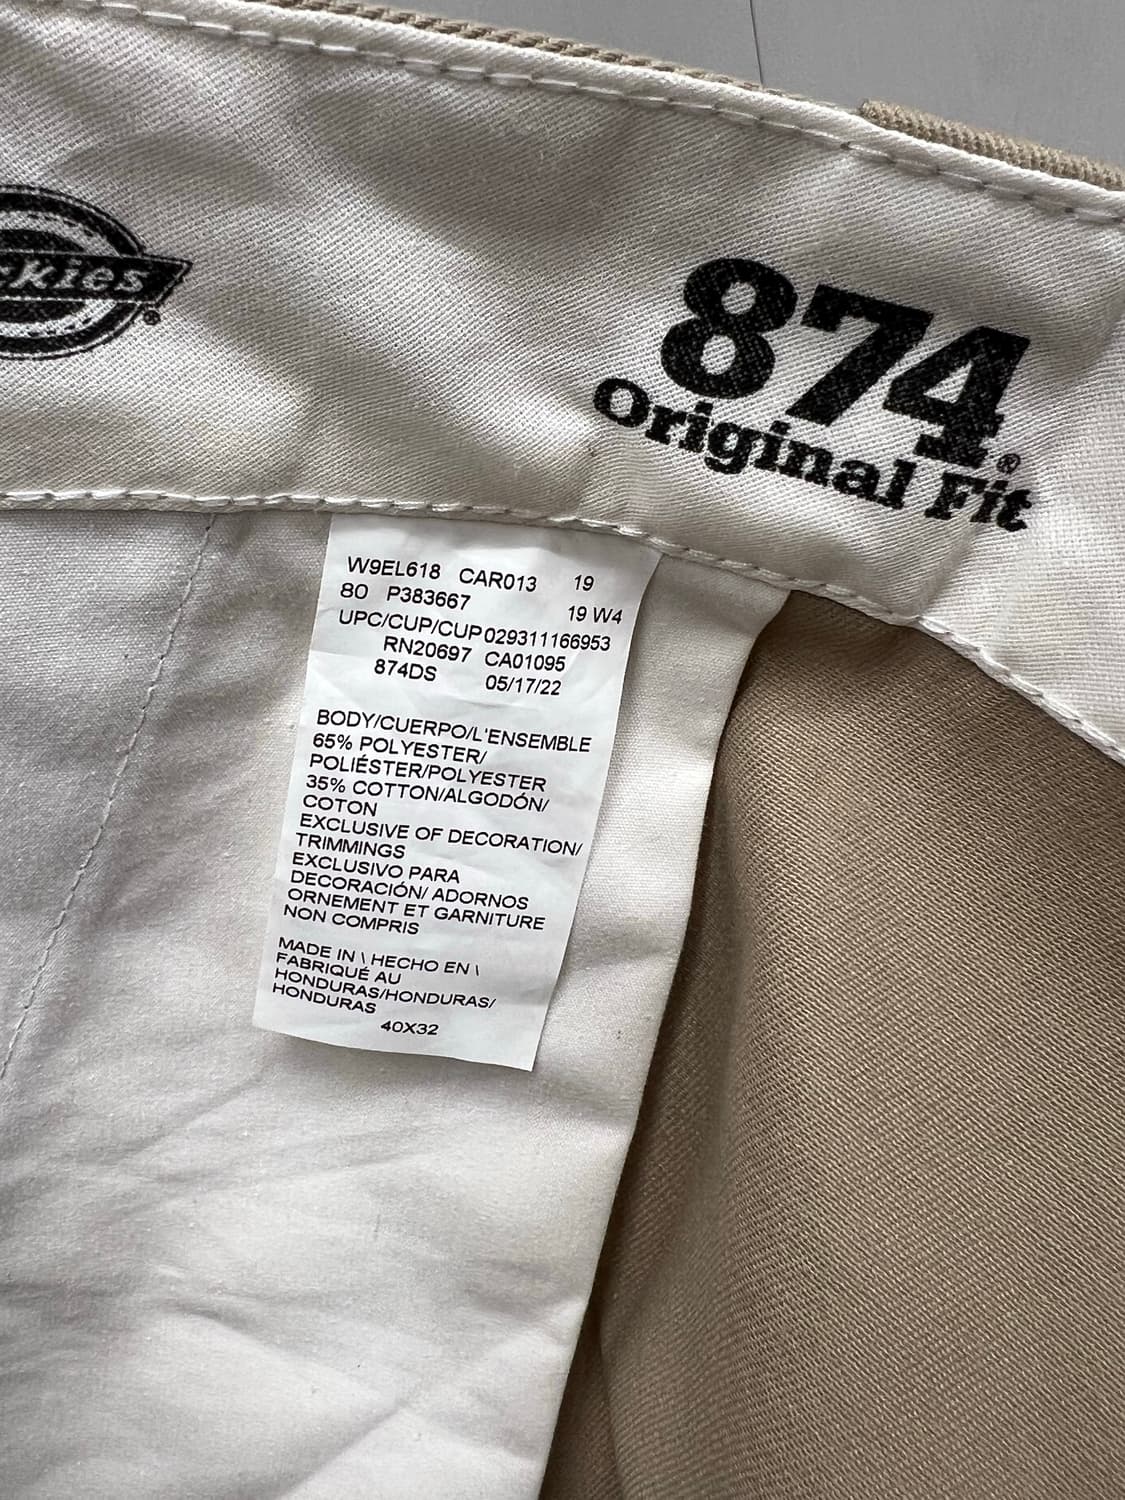 ckies®
874®
Original Fit
W9EL618 CAR013 19
80 P383667 19 W4
UPC/CUP/CUP 029311166953
RN20697 CA01095
874DS 05/17/22
BODY/CUERPO/L'ENSEMBLE
65% POLYESTER/
POLIÉSTER/POLYESTER
35% COTTON/ALGODÓN/
COTON
EXCLUSIVE OF DECORATION/
TRIMMINGS
EXCLUSIVO PARA
DECORACIÓN/ ADORNOS
ORNEMENT ET GARNITURE
NON COMPRIS
MADE IN \ HECHO EN \
FABRIQUÉ AU
HONDURAS/HONDURAS/
HONDURAS
40X32